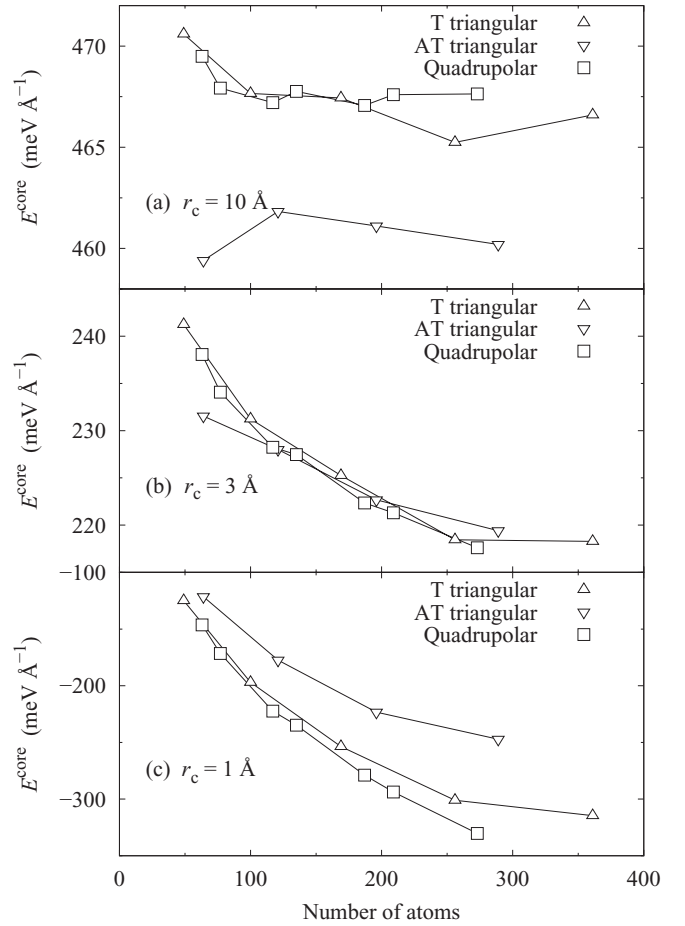 470
465
460
E^core (meV Å⁻¹)
T triangular
AT triangular
Quadrupolar
(a) r_c = 10 Å
240
230
220
E^core (meV Å⁻¹)
T triangular
AT triangular
Quadrupolar
(b) r_c = 3 Å
−100
−200
−300
E^core (meV Å⁻¹)
T triangular
AT triangular
Quadrupolar
(c) r_c = 1 Å
0 100 200 300 400
Number of atoms